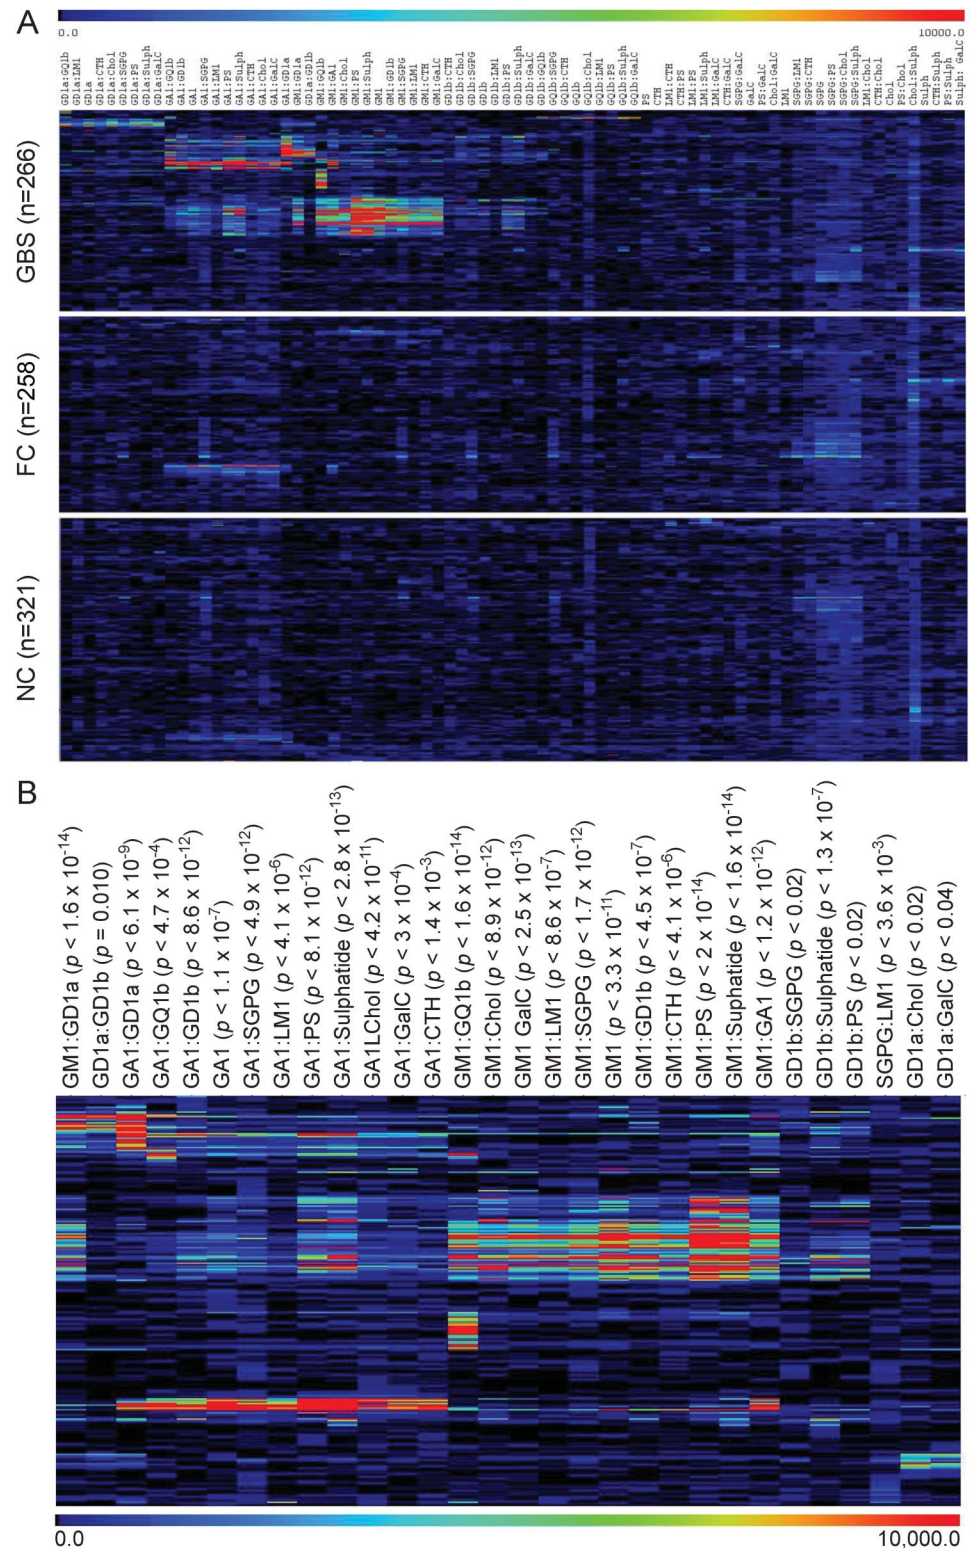 A
0.0
10000.0
GD1a:GQ1b
GD1a:LM1
GD1a
GD1a:CTH
GD1a:Chol
GD1a:SGPG
GD1a:PS
GD1a:Sulph
GD1a:GalC
GA1:GQ1b
GA1:GD1b
GA1
GA1:SGPG
GA1:LM1
GA1:PS
GA1:Sulph
GA1:CTH
GA1:Chol
GA1:GalC
GA1:GD1a
GM1:GD1a
GD1a:GD1b
GM1:GQ1b
GM1:GA1
GM1:Chol
GM1:PS
GM1:Sulph
GM1
GM1:GD1b
GM1:SGPG
GM1:LM1
GM1:CTH
GM1:GalC
GD1b:CTH
GD1b:Chol
GD1b:SGPG
GD1b
GD1b:LM1
GD1b:PS
GD1b:Sulph
GD1b:GalC
GD1b:GQ1b
GQ1b:SGPG
GQ1b:CTH
GQ1b
GQ1b:Chol
GQ1b:LM1
GQ1b:PS
GQ1b:Sulph
GQ1b:GalC
PS
CTH
LM1:CTH
CTH:PS
LM1:PS
LM1:Sulph
LM1:GalC
CTH:GalC
SGPG:GalC
GalC
PS:GalC
Chol:GalC
LM1
SGPG:LM1
SGPG:CTH
SGPG
SGPG:PS
SGPG:Chol
SGPG:Sulph
LM1:Chol
CTH:Chol
Chol
PS:Chol
Chol:Sulph
Sulph
CTH:Sulph
PS:Sulph
Sulph: GalC
GBS (n=266)
FC (n=258)
NC (n=321)
B
GM1:GD1a (p < 1.6 x 10-14)
GD1a:GD1b (p = 0.010)
GA1:GD1a (p < 6.1 x 10-9)
GA1:GQ1b (p < 4.7 x 10-4)
GA1:GD1b (p < 8.6 x 10-12)
GA1 (p < 1.1 x 10-7)
GA1:SGPG (p < 4.9 x 10-12)
GA1:LM1 (p < 4.1 x 10-6)
GA1:PS (p < 8.1 x 10-12)
GA1:Sulphatide (p < 2.8 x 10-13)
GA1LChol (p < 4.2 x 10-11)
GA1:GalC (p < 3 x 10-4)
GA1:CTH (p < 1.4 x 10-3)
GM1:GQ1b (p < 1.6 x 10-14)
GM1:Chol (p < 8.9 x 10-12)
GM1 GalC (p < 2.5 x 10-13)
GM1:LM1 (p < 8.6 x 10-7)
GM1:SGPG (p < 1.7 x 10-12)
GM1 (p < 3.3 x 10-11)
GM1:GD1b (p < 4.5 x 10-7)
GM1:CTH (p < 4.1 x 10-6)
GM1:PS (p < 2 x 10-14)
GM1:Suphatide (p < 1.6 x 10-14)
GM1:GA1 (p < 1.2 x 10-12)
GD1b:SGPG (p < 0.02)
GD1b:Sulphatide (p < 1.3 x 10-7)
GD1b:PS (p < 0.02)
SGPG:LM1 (p < 3.6 x 10-3)
GD1a:Chol (p < 0.02)
GD1a:GalC (p < 0.04)
0.0
10,000.0